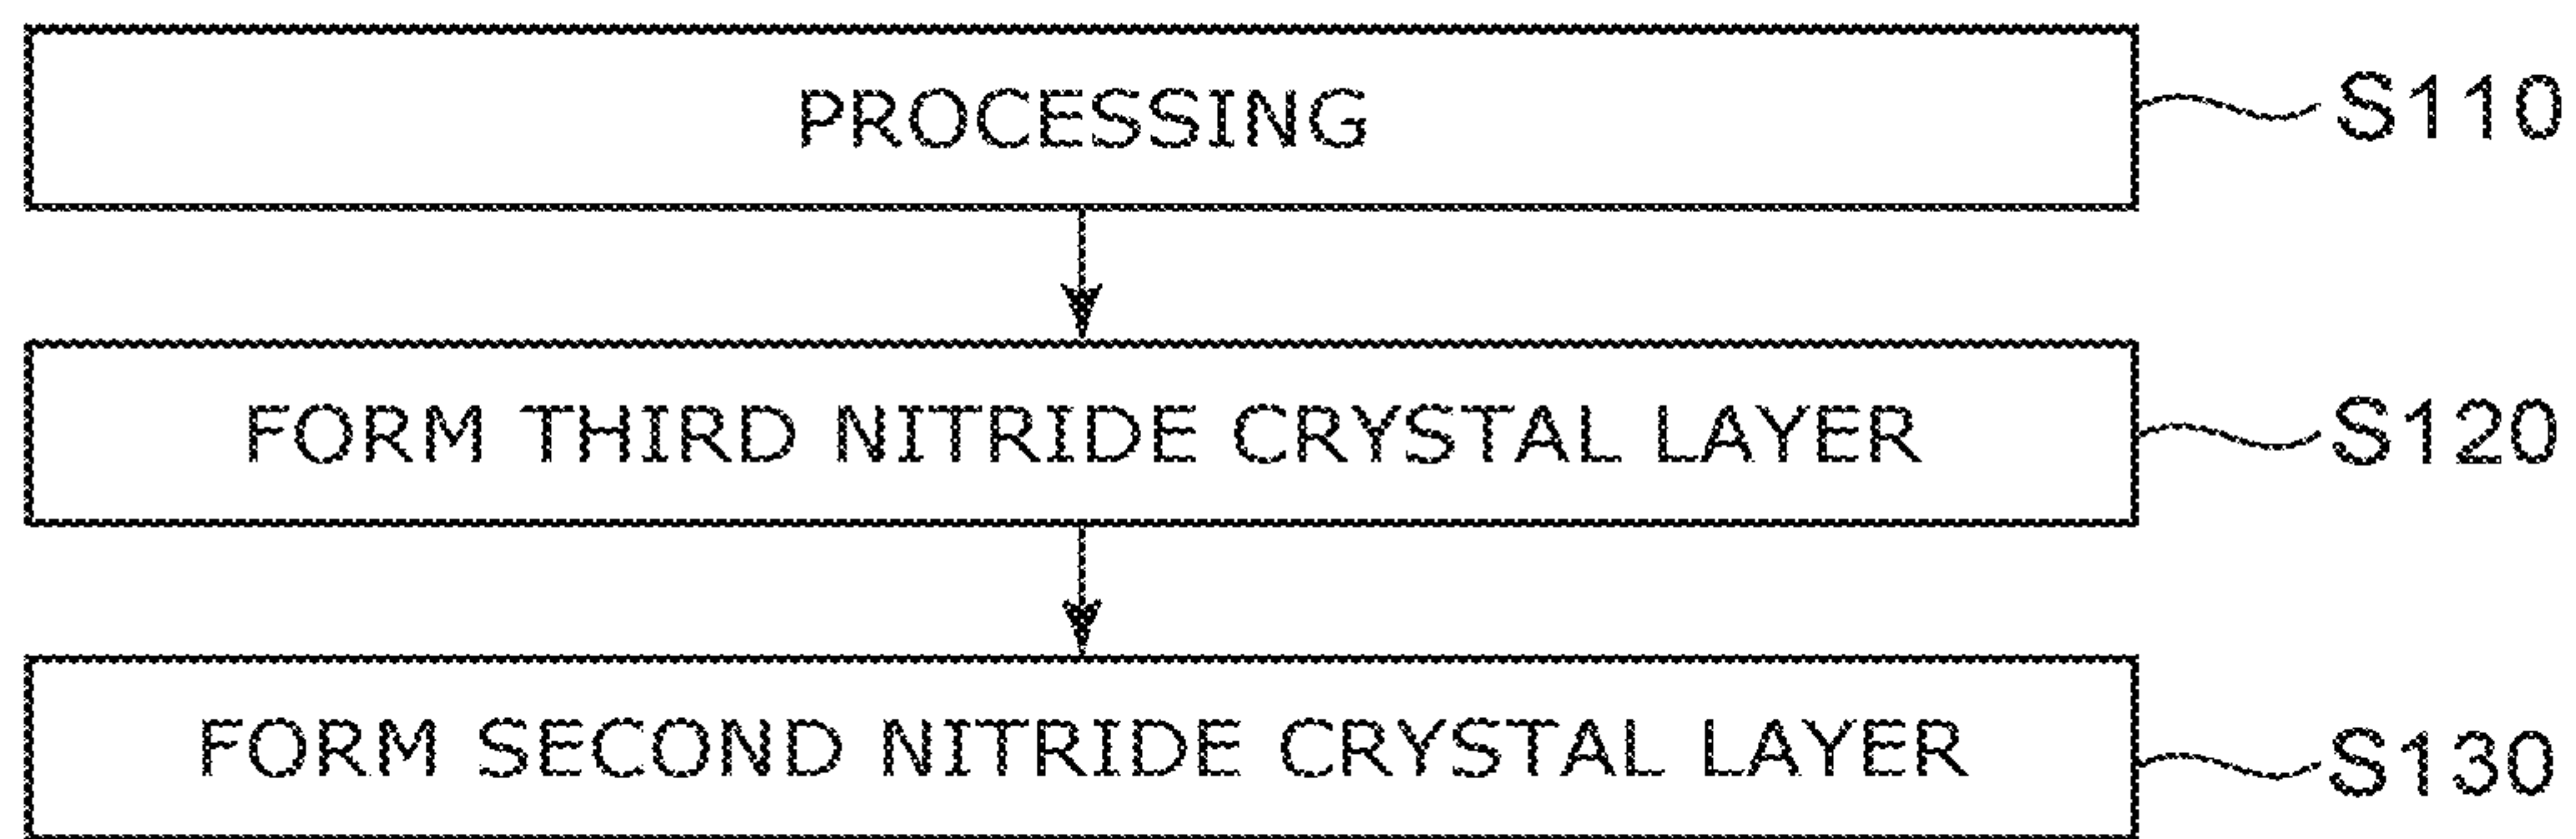 PROCESSING S110
FORM THIRD NITRIDE CRYSTAL LAYER S120
FORM SECOND NITRIDE CRYSTAL LAYER S130